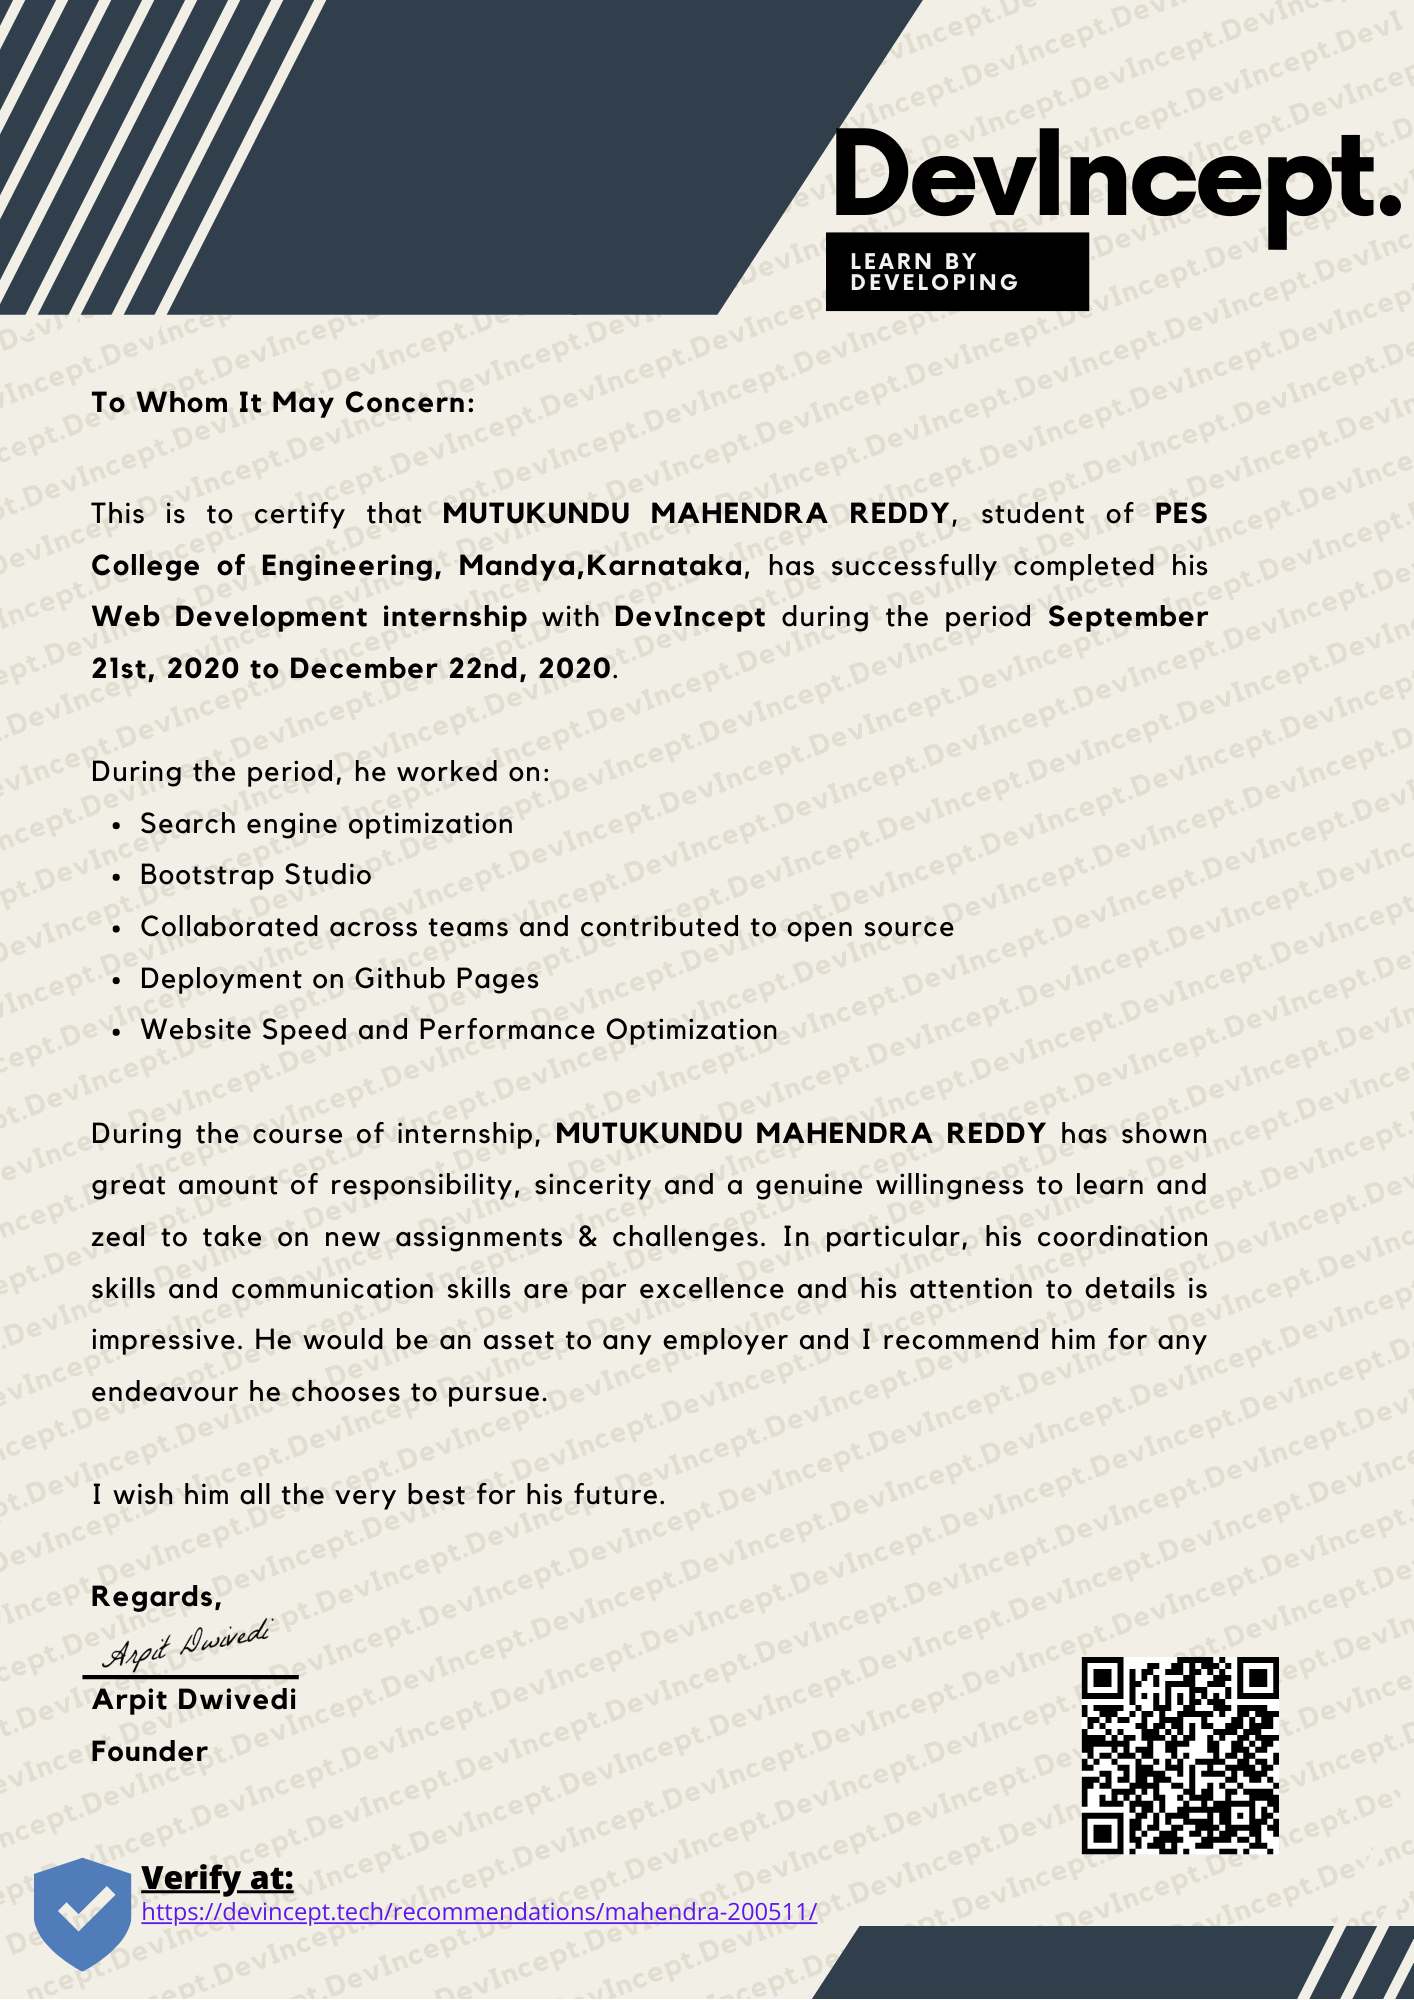 DevIncept.
LEARN BY
DEVELOPING
To Whom It May Concern:
This is to certify that MUTUKUNDU MAHENDRA REDDY, student of PES
College of Engineering, Mandya,Karnataka, has successfully completed his
Web Development internship with DevIncept during the period September
21st, 2020 to December 22nd, 2020.
During the period, he worked on:
• Search engine optimization
• Bootstrap Studio
• Collaborated across teams and contributed to open source
• Deployment on Github Pages
• Website Speed and Performance Optimization
During the course of internship, MUTUKUNDU MAHENDRA REDDY has shown
great amount of responsibility, sincerity and a genuine willingness to learn and
zeal to take on new assignments & challenges. In particular, his coordination
skills and communication skills are par excellence and his attention to details is
impressive. He would be an asset to any employer and I recommend him for any
endeavour he chooses to pursue.
I wish him all the very best for his future.
Regards,
Arpit Dwivedi
Arpit Dwivedi
Founder
Verify at:
https://devincept.tech/recommendations/mahendra-200511/